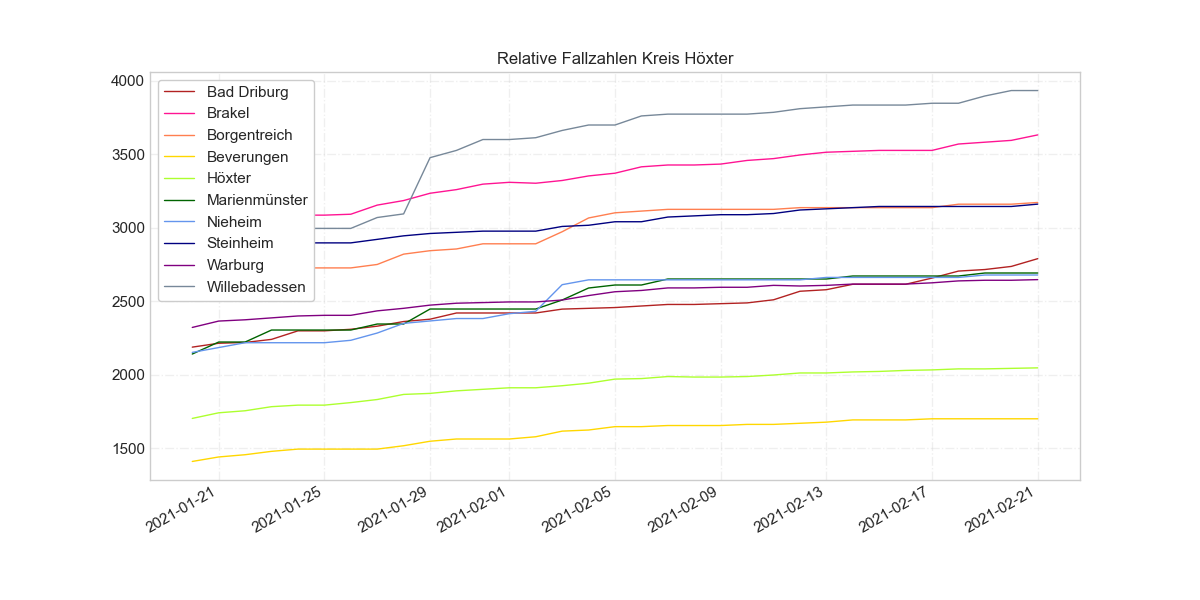 Relative Fallzahlen Kreis Höxter
4000
3500
3000
2500
2000
1500
Bad Driburg
Brakel
Borgentreich
Beverungen
Höxter
Marienmünster
Nieheim
Steinheim
Warburg
Willebadessen
2021-01-21
2021-01-25
2021-01-29
2021-02-01
2021-02-05
2021-02-09
2021-02-13
2021-02-17
2021-02-21